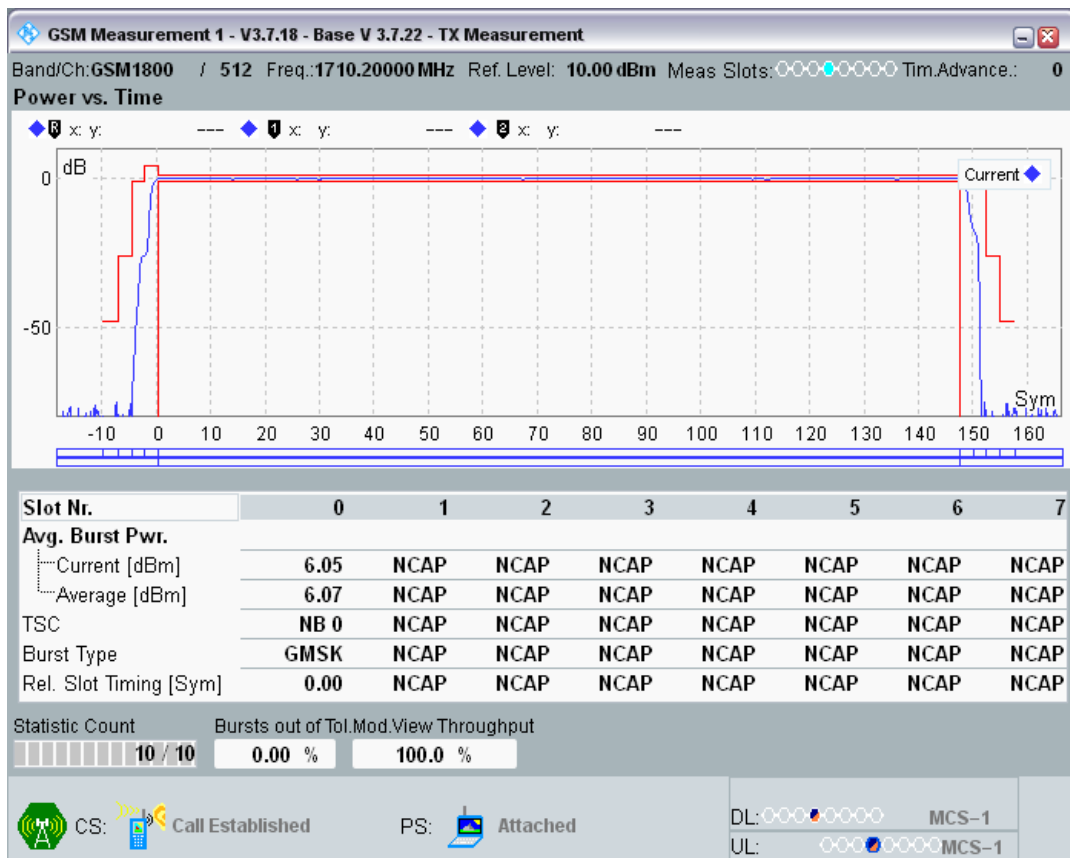 GSM Measurement 1 - V3.7.18 - Base V 3.7.22 - TX Measurement
Band/Ch:GSM1800 / 512 Freq.:1710.20000 MHz Ref. Level: 10.00 dBm Meas Slots: Tim.Advance.: 0
Power vs. Time
R x: y: --- 1 x: y: --- 2 x: y: ---
dB
Current
0
-50
Sym
-10 0 10 20 30 40 50 60 70 80 90 100 110 120 130 140 150 160
Slot Nr. 0 1 2 3 4 5 6 7
Avg. Burst Pwr.
Current [dBm] 6.05 NCAP NCAP NCAP NCAP NCAP NCAP NCAP
Average [dBm] 6.07 NCAP NCAP NCAP NCAP NCAP NCAP NCAP
TSC NB 0 NCAP NCAP NCAP NCAP NCAP NCAP NCAP
Burst Type GMSK NCAP NCAP NCAP NCAP NCAP NCAP NCAP
Rel. Slot Timing [Sym] 0.00 NCAP NCAP NCAP NCAP NCAP NCAP NCAP
Statistic Count Bursts out of Tol. Mod.View Throughput
10 / 10 0.00 % 100.0 %
CS: Call Established PS: Attached
DL: MCS-1
UL: MCS-1